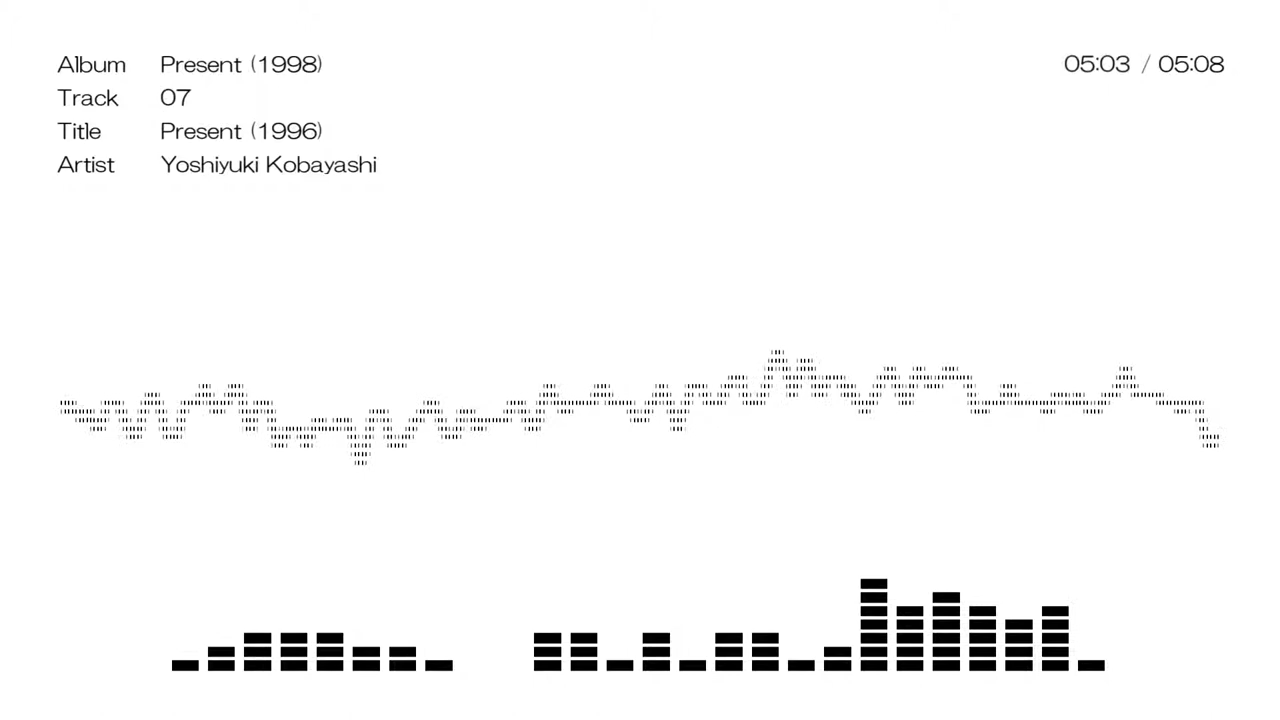 Album Present (1998) 05:03 / 05:08
Track 07
Title Present (1996)
Artist Yoshiyuki Kobayashi